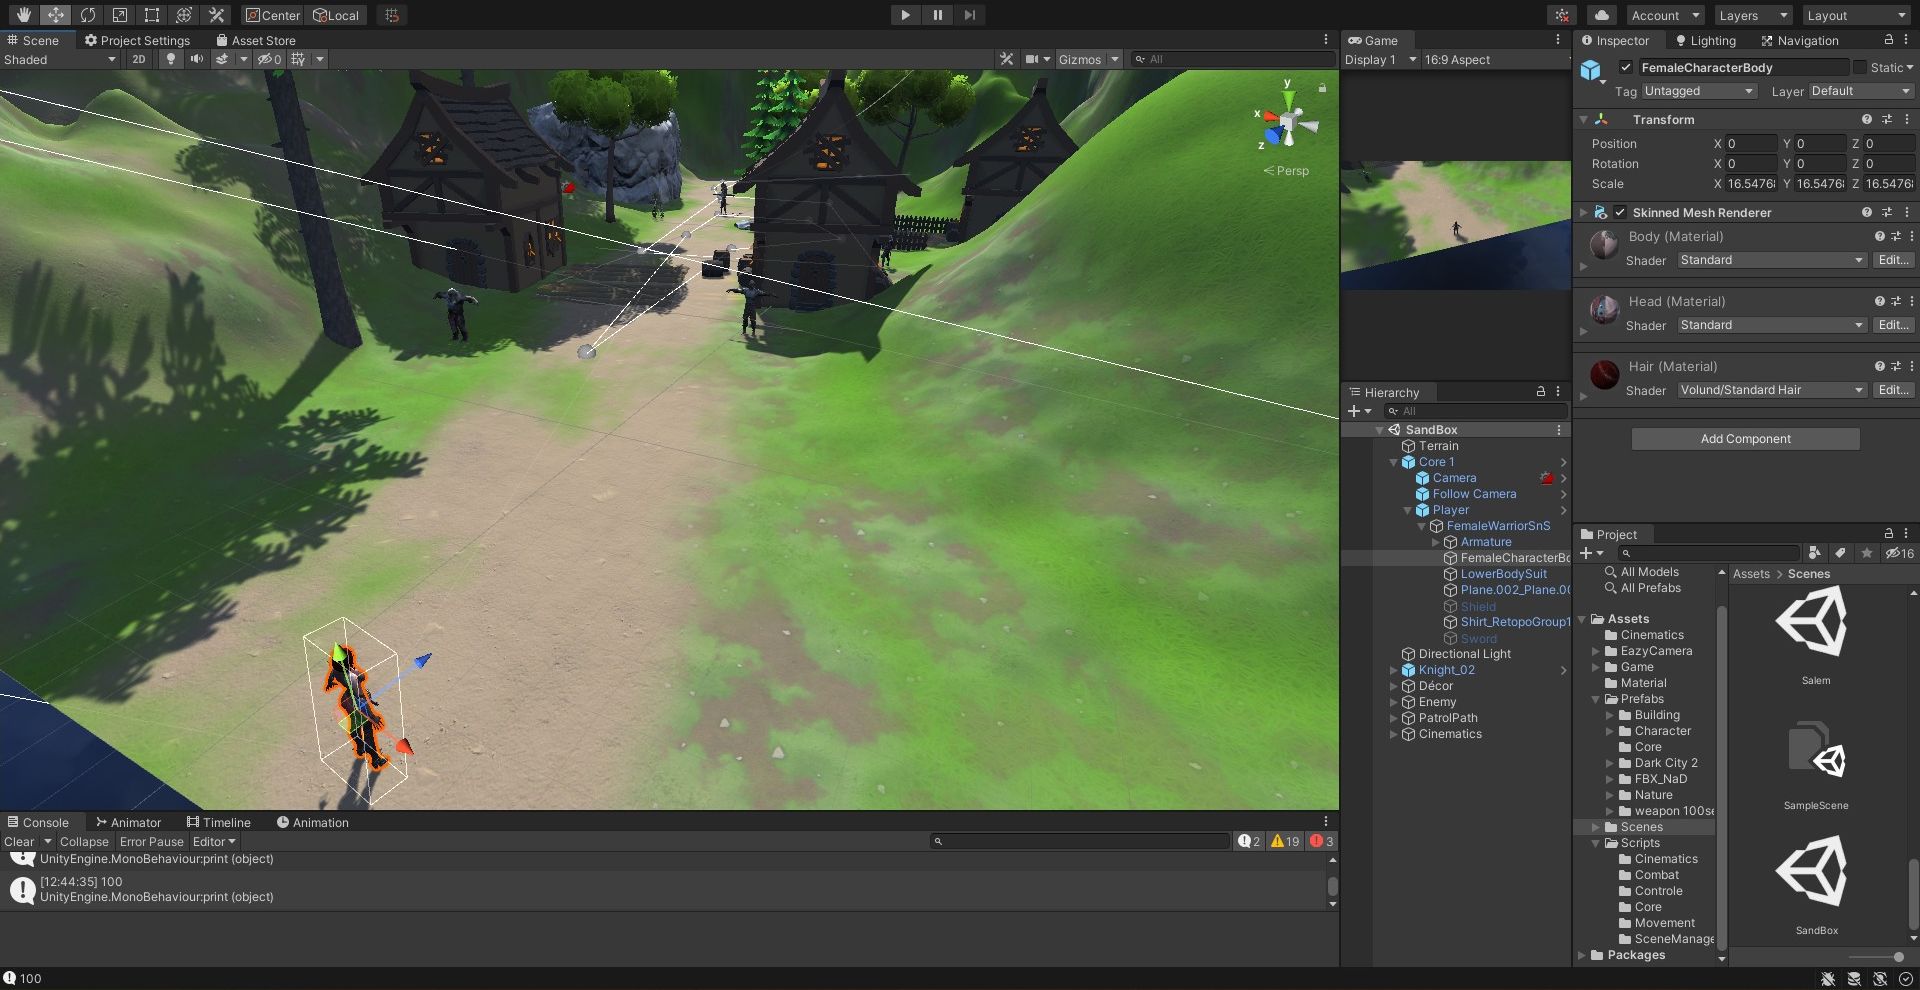 Center
Local
Account
Layers
Layout
Scene
Project Settings
Asset Store
Shaded
2D
0
Gizmos
All
y
x
z
Persp
Game
Display 1
16:9 Aspect
Hierarchy
All
SandBox
Terrain
Core 1
Camera
Follow Camera
Player
FemaleWarriorSnS
Armature
FemaleCharacterBo
LowerBodySuit
Plane.002_Plane.00
Shield
Shirt_RetopoGroup1
Sword
Directional Light
Knight_02
Décor
Enemy
PatrolPath
Cinematics
Inspector
Lighting
Navigation
FemaleCharacterBody
Static
Tag Untagged
Layer Default
Transform
Position X 0 Y 0 Z 0
Rotation X 0 Y 0 Z 0
Scale X 16.5476 Y 16.5476 Z 16.5476
Skinned Mesh Renderer
Body (Material)
Shader Standard Edit...
Head (Material)
Shader Standard Edit...
Hair (Material)
Shader Volund/Standard Hair Edit...
Add Component
Project
16
All Models
All Prefabs
Assets
Cinematics
EazyCamera
Game
Material
Prefabs
Building
Character
Core
Dark City 2
FBX_NaD
Nature
weapon 100se
Scenes
Scripts
Cinematics
Combat
Controle
Core
Movement
SceneManage
Packages
Assets > Scenes
Salem
SampleScene
SandBox
Console
Animator
Timeline
Animation
Clear
Collapse
Error Pause
Editor
2
19
3
UnityEngine.MonoBehaviour:print (object)
[12:44:35] 100
UnityEngine.MonoBehaviour:print (object)
100